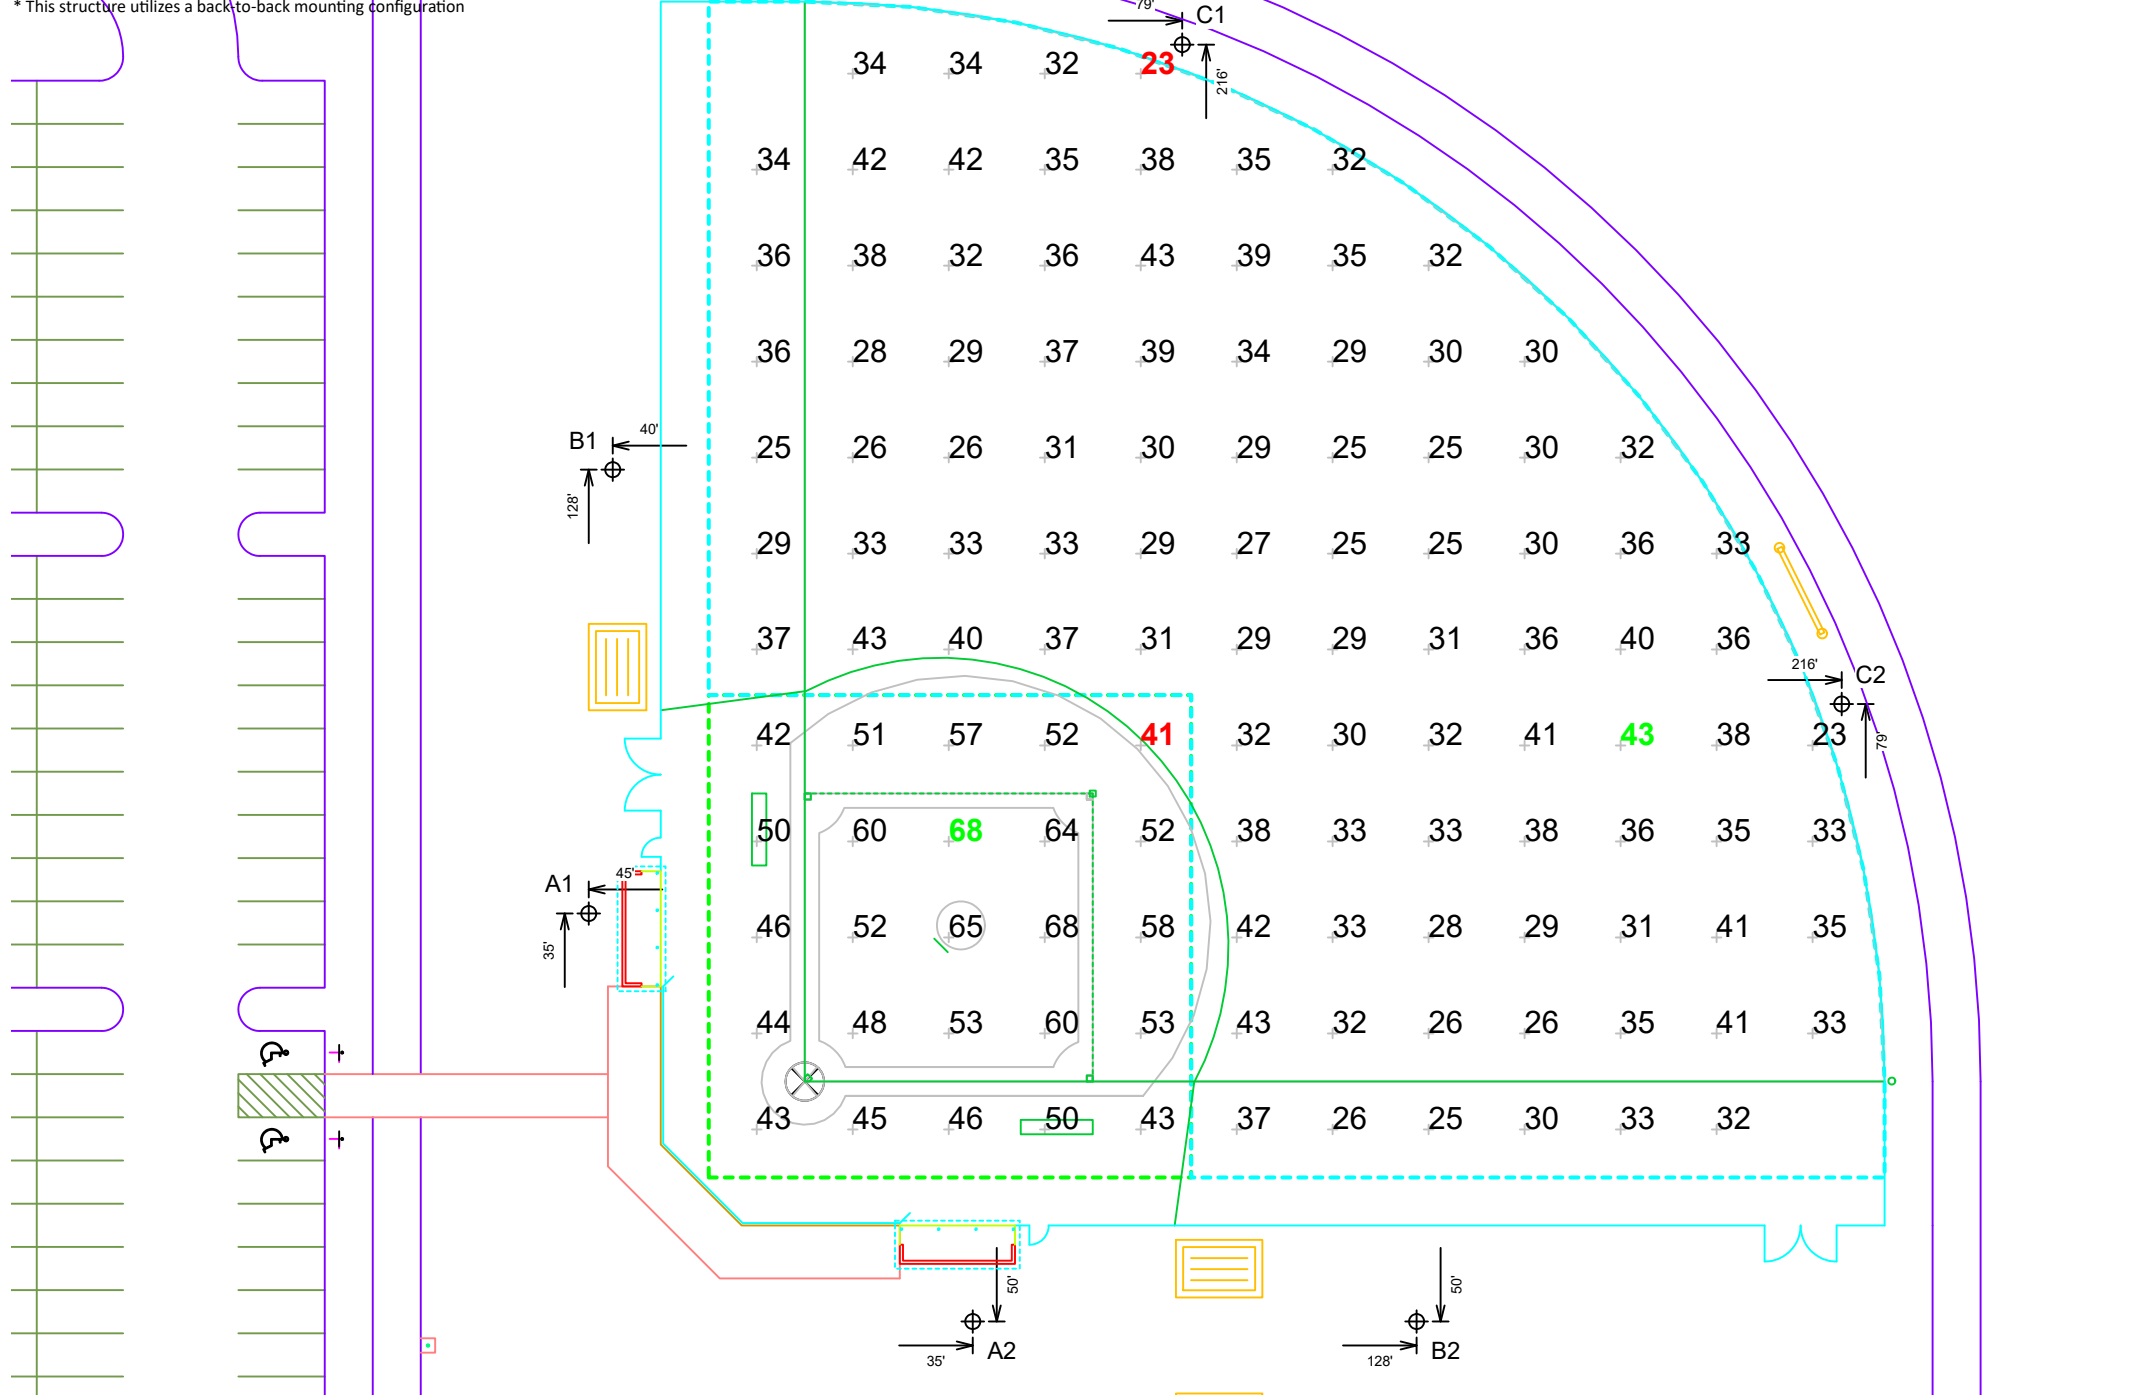 * This structure utilizes a back-to-back mounting configuration
79'
C1
216'
34 34 32 23
34 42 42 35 38 35 32
36 38 32 36 43 39 35 32
36 28 29 37 39 34 29 30 30
B1
40'
128'
25 26 26 31 30 29 25 25 30 32
29 33 33 33 29 27 25 25 30 36 33
37 43 40 37 31 29 29 31 36 40 36
216'
C2
79'
42 51 57 52 41 32 30 32 41 43 38 23
50 60 68 64 52 38 33 33 38 36 35 33
A1
45'
35'
46 52 65 68 58 42 33 28 29 31 41 35
44 48 53 60 53 43 32 26 26 35 41 33
43 45 46 50 43 37 26 25 30 33 32
50'
35'
A2
50'
128'
B2